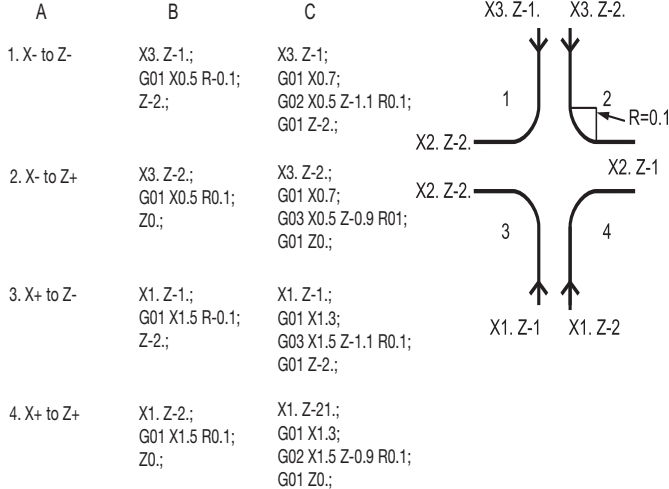 A B C
1. X- to Z- X3. Z-1.; X3. Z-1;
G01 X0.5 R-0.1; G01 X0.7;
Z-2.; G02 X0.5 Z-1.1 R0.1;
G01 Z-2.;
2. X- to Z+ X3. Z-2.; X3. Z-2.;
G01 X0.5 R0.1; G01 X0.7;
Z0.; G03 X0.5 Z-0.9 R01;
G01 Z0.;
3. X+ to Z- X1. Z-1.; X1. Z-1.;
G01 X1.5 R-0.1; G01 X1.3;
Z-2.; G03 X1.5 Z-1.1 R0.1;
G01 Z-2.;
4. X+ to Z+ X1. Z-2.; X1. Z-21.;
G01 X1.5 R0.1; G01 X1.3;
Z0.; G02 X1.5 Z-0.9 R0.1;
G01 Z0.;
X3. Z-1. X3. Z-2.
1 2
R=0.1
X2. Z-2.
X2. Z-1
X2. Z-2.
3 4
X1. Z-1 X1. Z-2